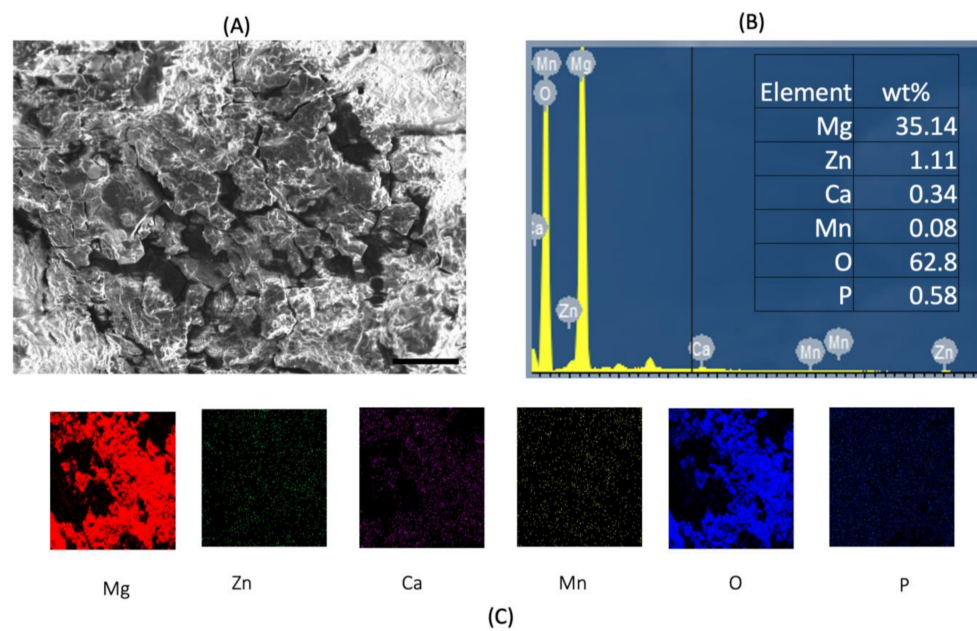 (A)
(B)
Mn Mg
O
Ca
Zn
Ca
Mn
Mn
Zn
Element wt%
Mg 35.14
Zn 1.11
Ca 0.34
Mn 0.08
O 62.8
P 0.58
Mg Zn Ca Mn O P
(C)